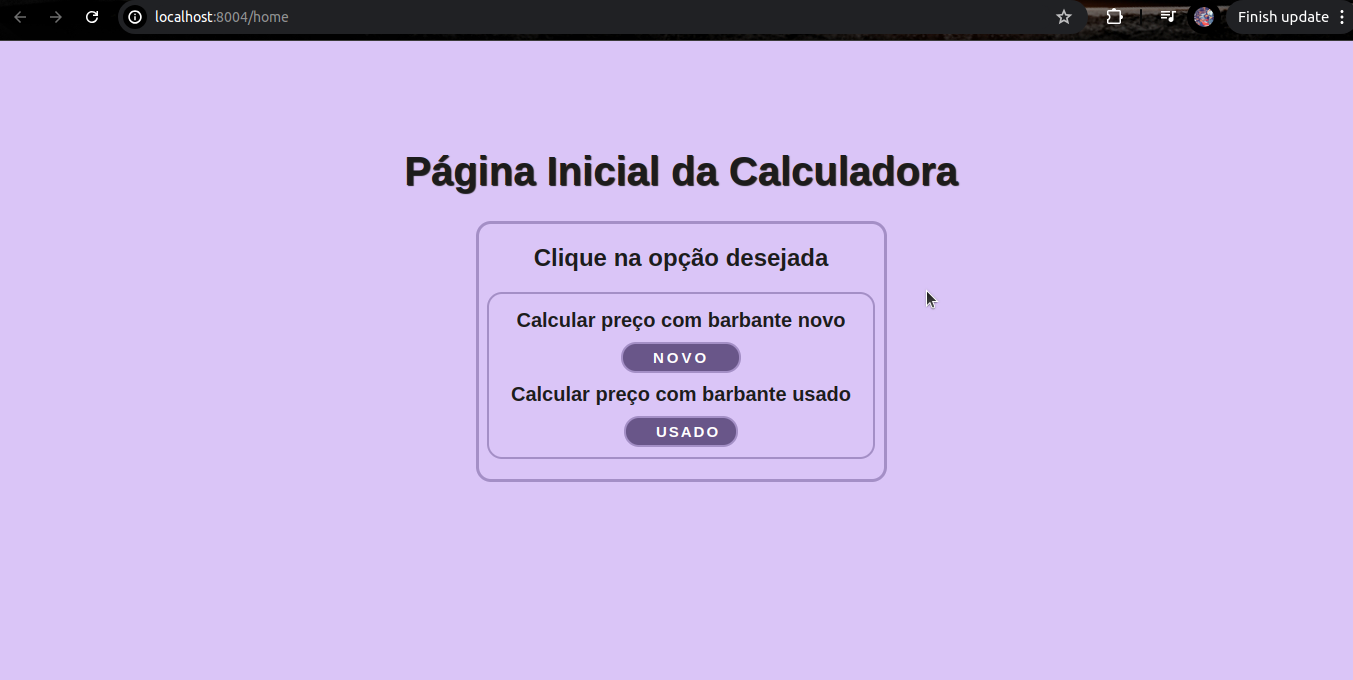 localhost:8004/home
Finish update
Página Inicial da Calculadora
Clique na opção desejada
Calcular preço com barbante novo
NOVO
Calcular preço com barbante usado
USADO